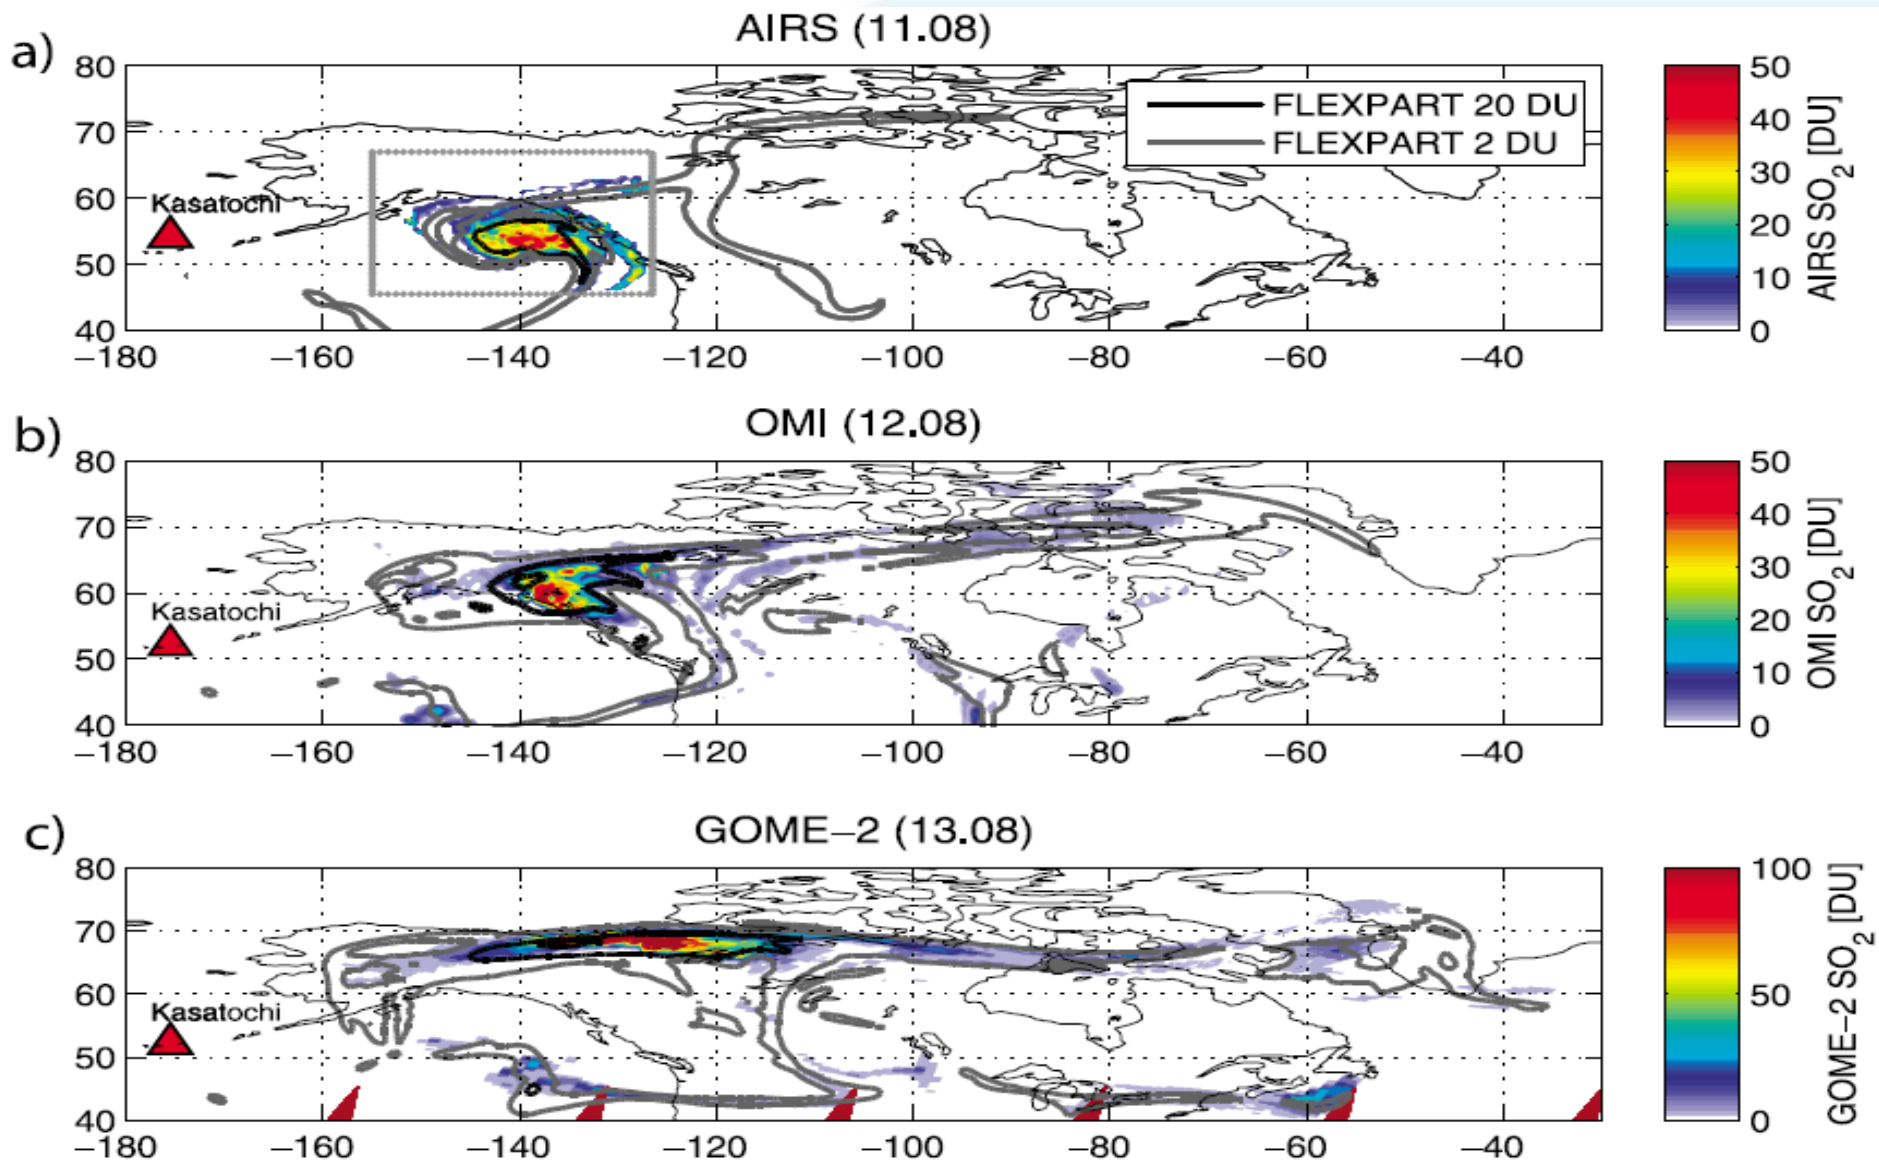 AIRS (11.08)
a)
80
70
60
50
40
−180 −160 −140 −120 −100 −80 −60 −40
FLEXPART 20 DU
FLEXPART 2 DU
Kasatochi
50
40
30
20
10
0
AIRS SO2 [DU]
OMI (12.08)
b)
80
70
60
50
40
−180 −160 −140 −120 −100 −80 −60 −40
Kasatochi
50
40
30
20
10
0
OMI SO2 [DU]
GOME−2 (13.08)
c)
80
70
60
50
40
−180 −160 −140 −120 −100 −80 −60 −40
Kasatochi
100
50
0
GOME−2 SO2 [DU]